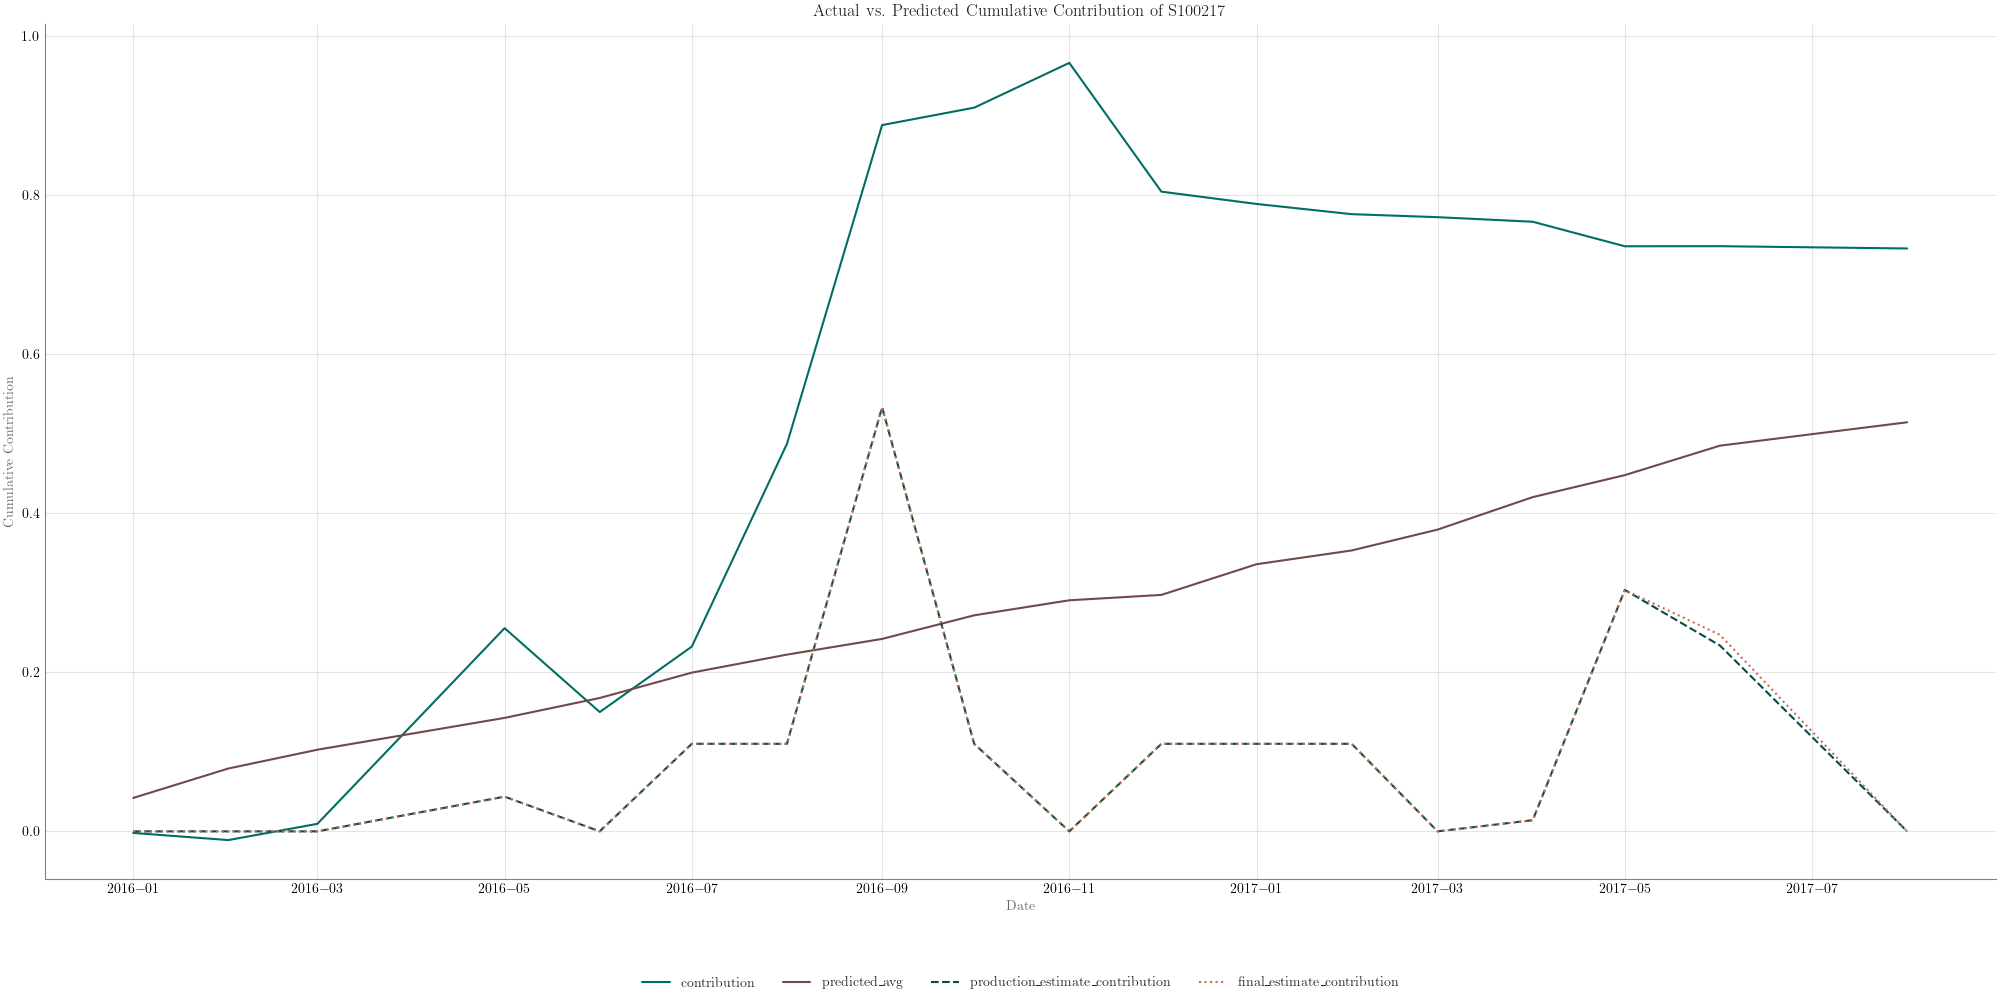 Actual vs. Predicted Cumulative Contribution of S100217
Cumulative Contribution
1.0
0.8
0.6
0.4
0.2
0.0
2016−01 2016−03 2016−05 2016−07 2016−09 2016−11 2017−01 2017−03 2017−05 2017−07
Date
contribution predicted_avg production_estimate_contribution final_estimate_contribution